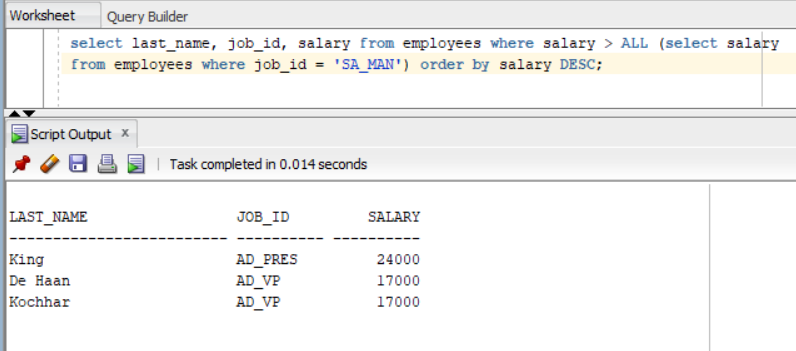 Worksheet Query Builder
select last_name, job_id, salary from employees where salary > ALL (select salary
from employees where job_id = 'SA_MAN') order by salary DESC;
Script Output x
Task completed in 0.014 seconds
LAST_NAME JOB_ID SALARY
------------------------- ---------- ----------
King AD_PRES 24000
De Haan AD_VP 17000
Kochhar AD_VP 17000